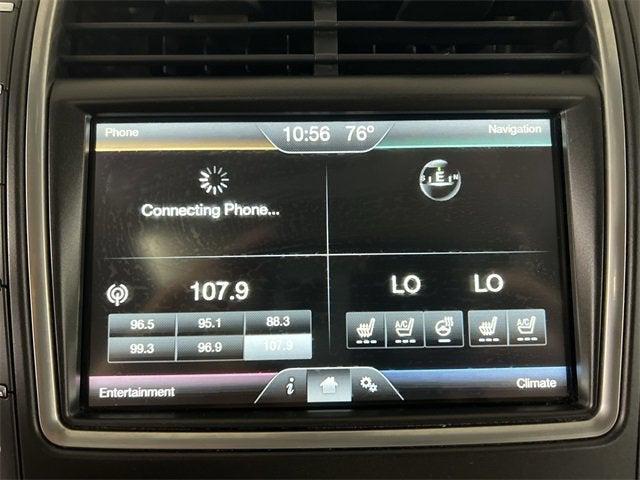 Phone
10:56 76°
Navigation
Connecting Phone...
S E N
107.9
LO LO
96.5 95.1 88.3
99.3 96.9 107.9
A/C A/C
Entertainment
i
Climate